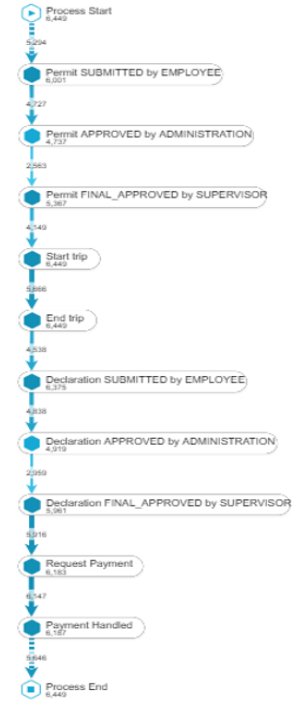 Process Start
6,449
5,294
Permit SUBMITTED by EMPLOYEE
6,001
4,727
Permit APPROVED by ADMINISTRATION
4,737
2,563
Permit FINAL_APPROVED by SUPERVISOR
5,367
4,149
Start trip
6,449
5,666
End trip
6,449
4,538
Declaration SUBMITTED by EMPLOYEE
6,375
4,838
Declaration APPROVED by ADMINISTRATION
4,919
2,959
Declaration FINAL_APPROVED by SUPERVISOR
5,961
5,916
Request Payment
6,183
6,147
Payment Handled
6,187
5,646
Process End
6,449